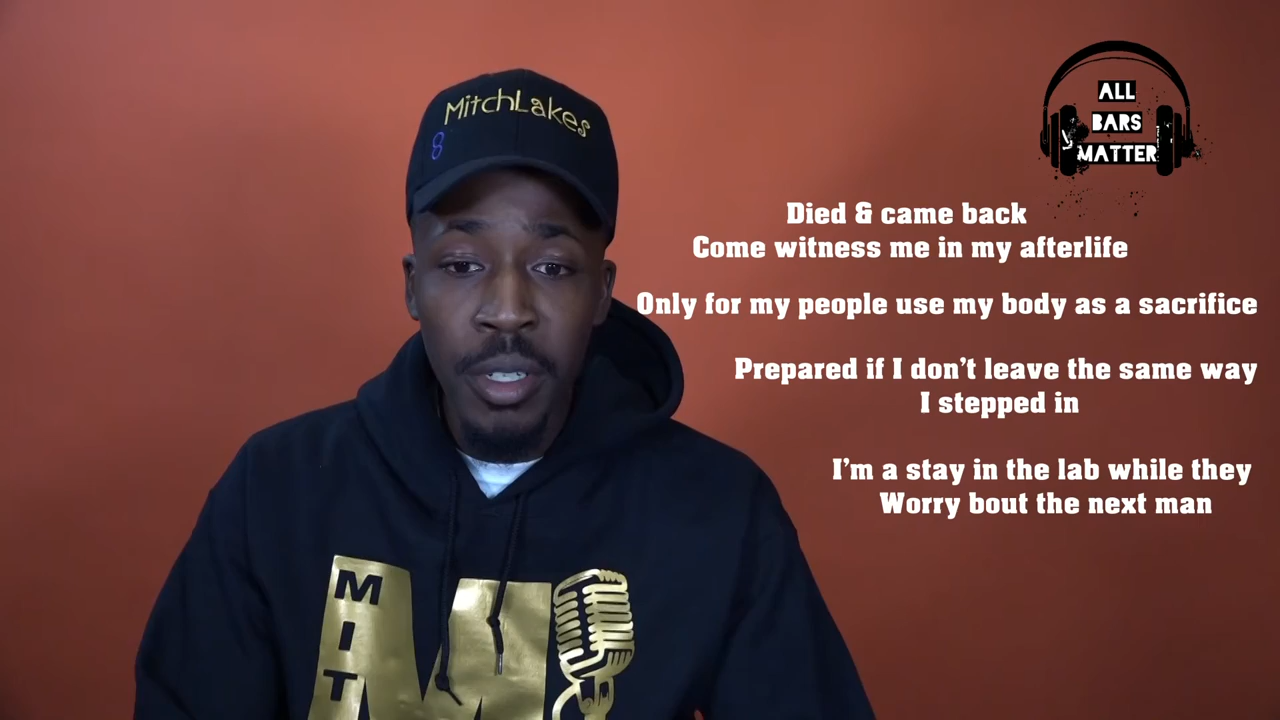 MitchLakes
8
ALL
BARS
MATTER
Died & came back
Come witness me in my afterlife
Only for my people use my body as a sacrifice
Prepared if I don't leave the same way
I stepped in
I'm a stay in the lab while they
Worry bout the next man
M
M
I
T